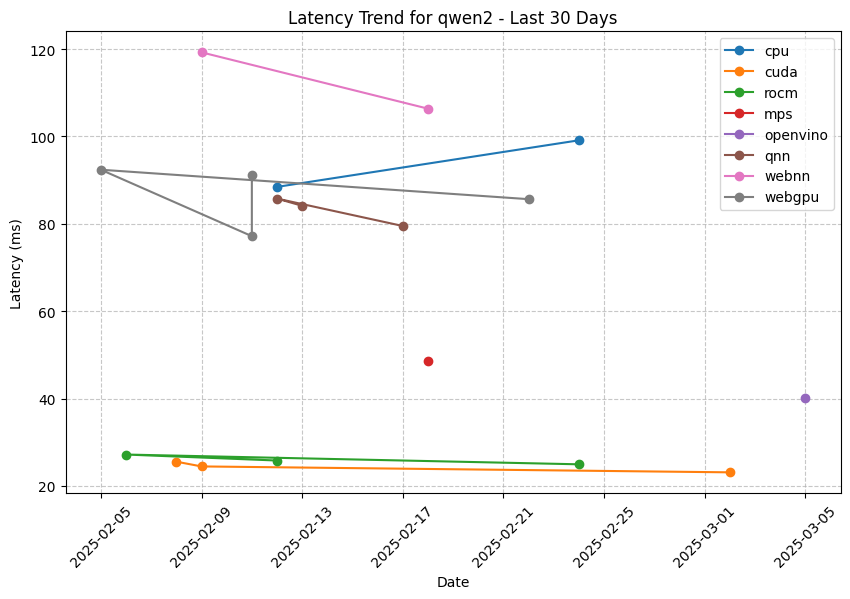 Latency Trend for qwen2 - Last 30 Days
120
100
80
60
40
20
Latency (ms)
cpu
cuda
rocm
mps
openvino
qnn
webnn
webgpu
2025-02-05
2025-02-09
2025-02-13
2025-02-17
2025-02-21
2025-02-25
2025-03-01
2025-03-05
Date